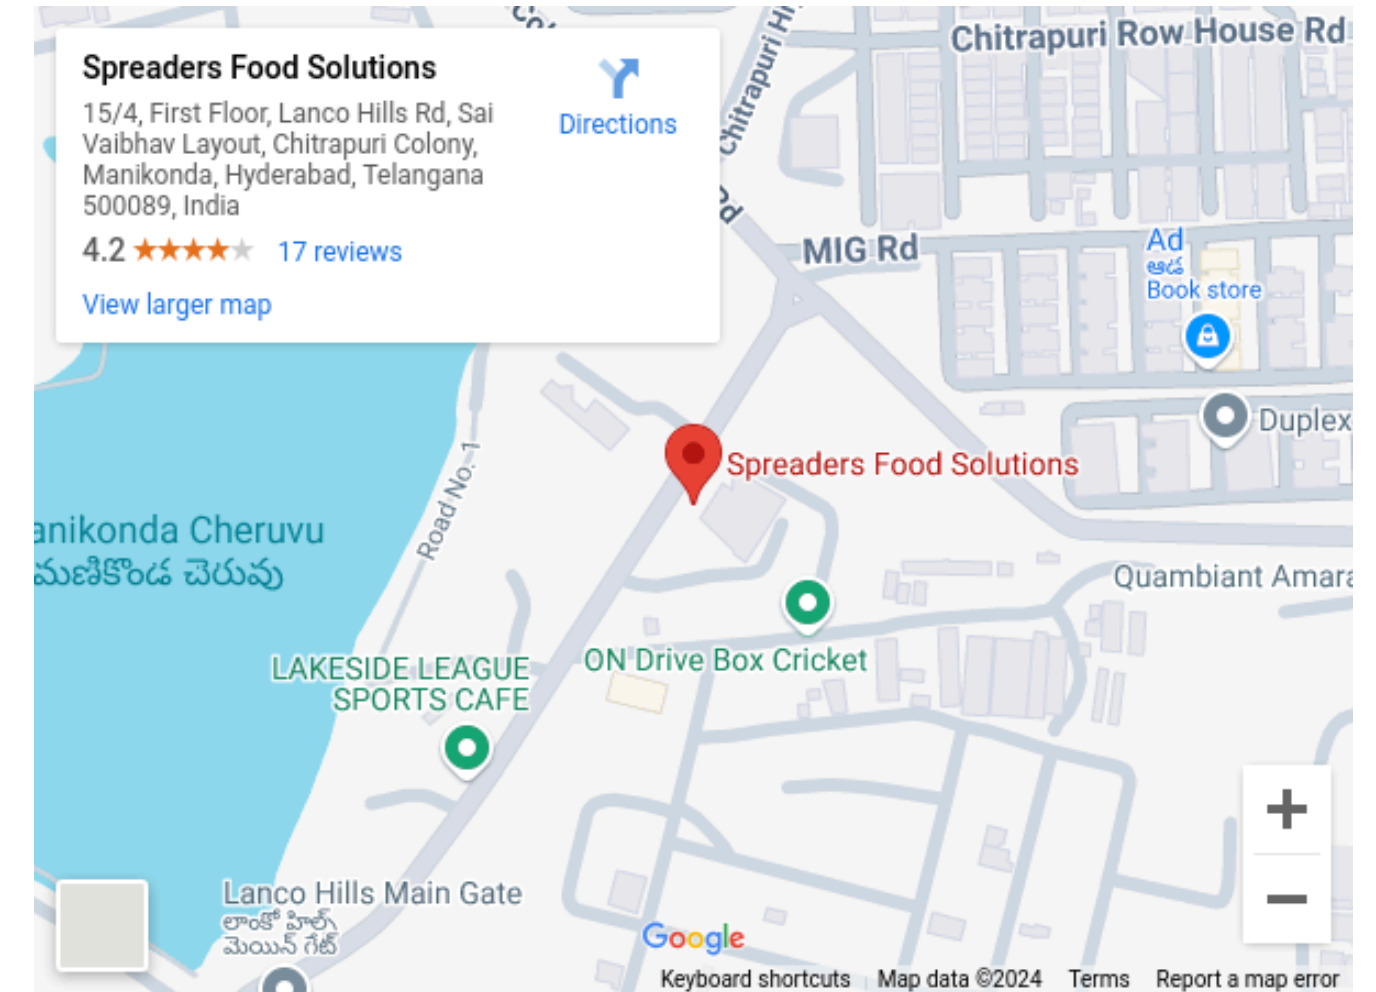 Spreaders Food Solutions
15/4, First Floor, Lanco Hills Rd, Sai
Vaibhav Layout, Chitrapuri Colony,
Manikonda, Hyderabad, Telangana
500089, India
4.2
17 reviews
View larger map
Directions
Chitrapuri
Chitrapuri Row House Rd
Rd
MIG Rd
Ad
ఆడ
Book store
Duplex
Spreaders Food Solutions
Road No. 1
anikonda Cheruvu
మణికొండ చెరువు
Quambiant Amara
ON Drive Box Cricket
LAKESIDE LEAGUE
SPORTS CAFE
Lanco Hills Main Gate
లాంకో హిల్స్
మెయిన్ గేట్
Google
Keyboard shortcuts
Map data ©2024
Terms
Report a map error